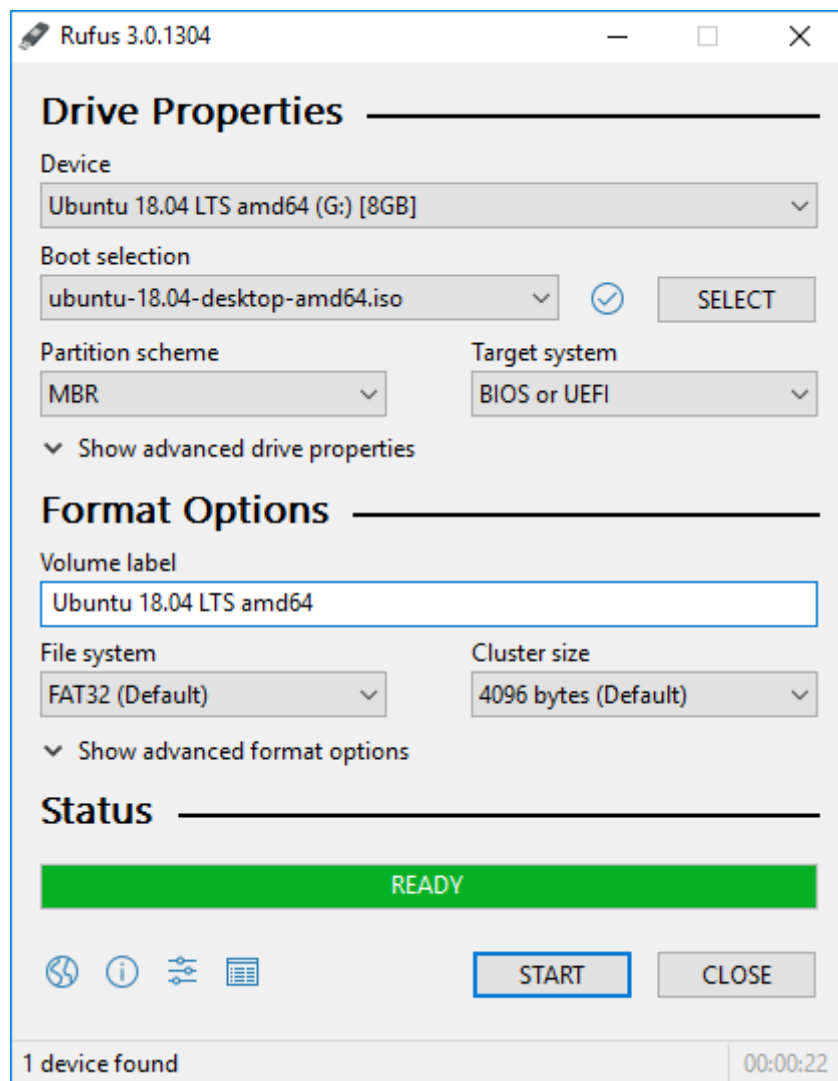 Rufus 3.0.1304
Drive Properties
Device
Ubuntu 18.04 LTS amd64 (G:) [8GB]
Boot selection
ubuntu-18.04-desktop-amd64.iso
SELECT
Partition scheme
Target system
MBR
BIOS or UEFI
Show advanced drive properties
Format Options
Volume label
Ubuntu 18.04 LTS amd64
File system
Cluster size
FAT32 (Default)
4096 bytes (Default)
Show advanced format options
Status
READY
START
CLOSE
1 device found
00:00:22